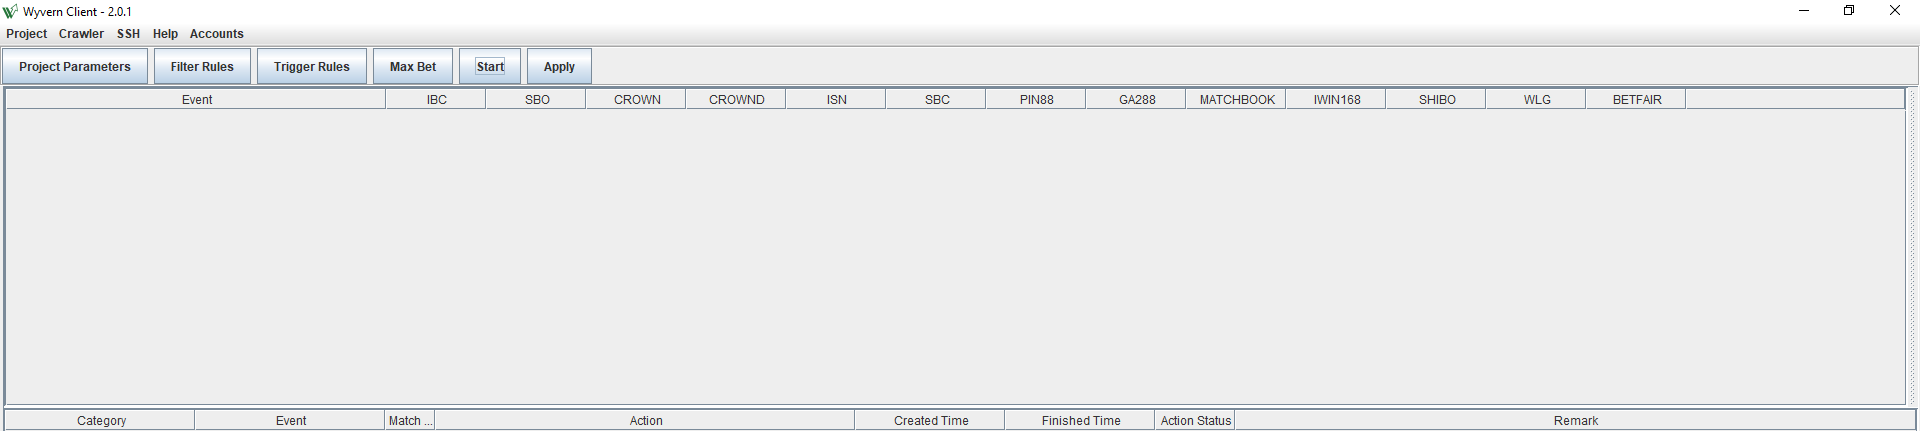 Wyvern Client - 2.0.1
Project Crawler SSH Help Accounts
Project Parameters Filter Rules Trigger Rules Max Bet Start Apply
Event IBC SBO CROWN CROWND ISN SBC PIN88 GA288 MATCHBOOK IWIN168 SHIBO WLG BETFAIR
Category Event Match ... Action Created Time Finished Time Action Status Remark